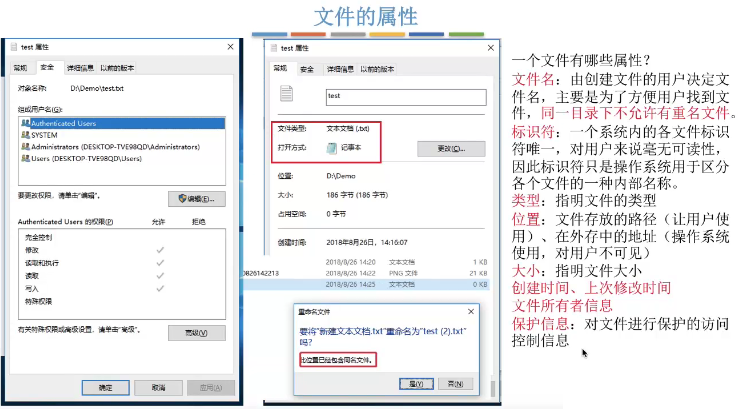 文件的属性
test 属性
常规 安全 详细信息 以前的版本
对象名称: D:\Demo\test.txt
组或用户名(G):
Authenticated Users
SYSTEM
Administrators (DESKTOP-TVE98QD\Administrators)
Users (DESKTOP-TVE98QD\Users)
要更改权限，请单击"编辑"。
编辑(E)...
Authenticated Users 的权限(P) 允许 拒绝
完全控制
修改
读取和执行
读取
写入
特殊权限
有关特殊权限或高级设置，请单击"高级"。
高级(V)
确定 取消 应用(A)
test 属性
常规 安全 详细信息 以前的版本
test
文件类型: 文本文档 (.txt)
打开方式: 记事本
更改(C)...
位置: D:\Demo
大小: 186 字节 (186 字节)
占用空间: 0 字节
创建时间: 2018年8月26日，14:16:07
2018/8/26 14:20 文本文档 1 KB
0826142213 2018/8/26 14:22 PNG 文件 21 KB
2018/8/26 14:25 文本文档 0 KB
重命名文件
要将"新建文本文档.txt"重命名为"test (2).txt"
吗?
此位置已经包含同名文件。
是(Y) 否(N)
一个文件有哪些属性？
文件名：由创建文件的用户决定文
件名，主要是为了方便用户找到文
件，同一目录下不允许有重名文件。
标识符：一个系统内的各文件标识
符唯一，对用户来说毫无可读性，
因此标识符只是操作系统用于区分
各个文件的一种内部名称。
类型：指明文件的类型
位置：文件存放的路径（让用户使
用）、在外存中的地址（操作系统
使用，对用户不可见）
大小：指明文件大小
创建时间、上次修改时间
文件所有者信息
保护信息：对文件进行保护的访问
控制信息